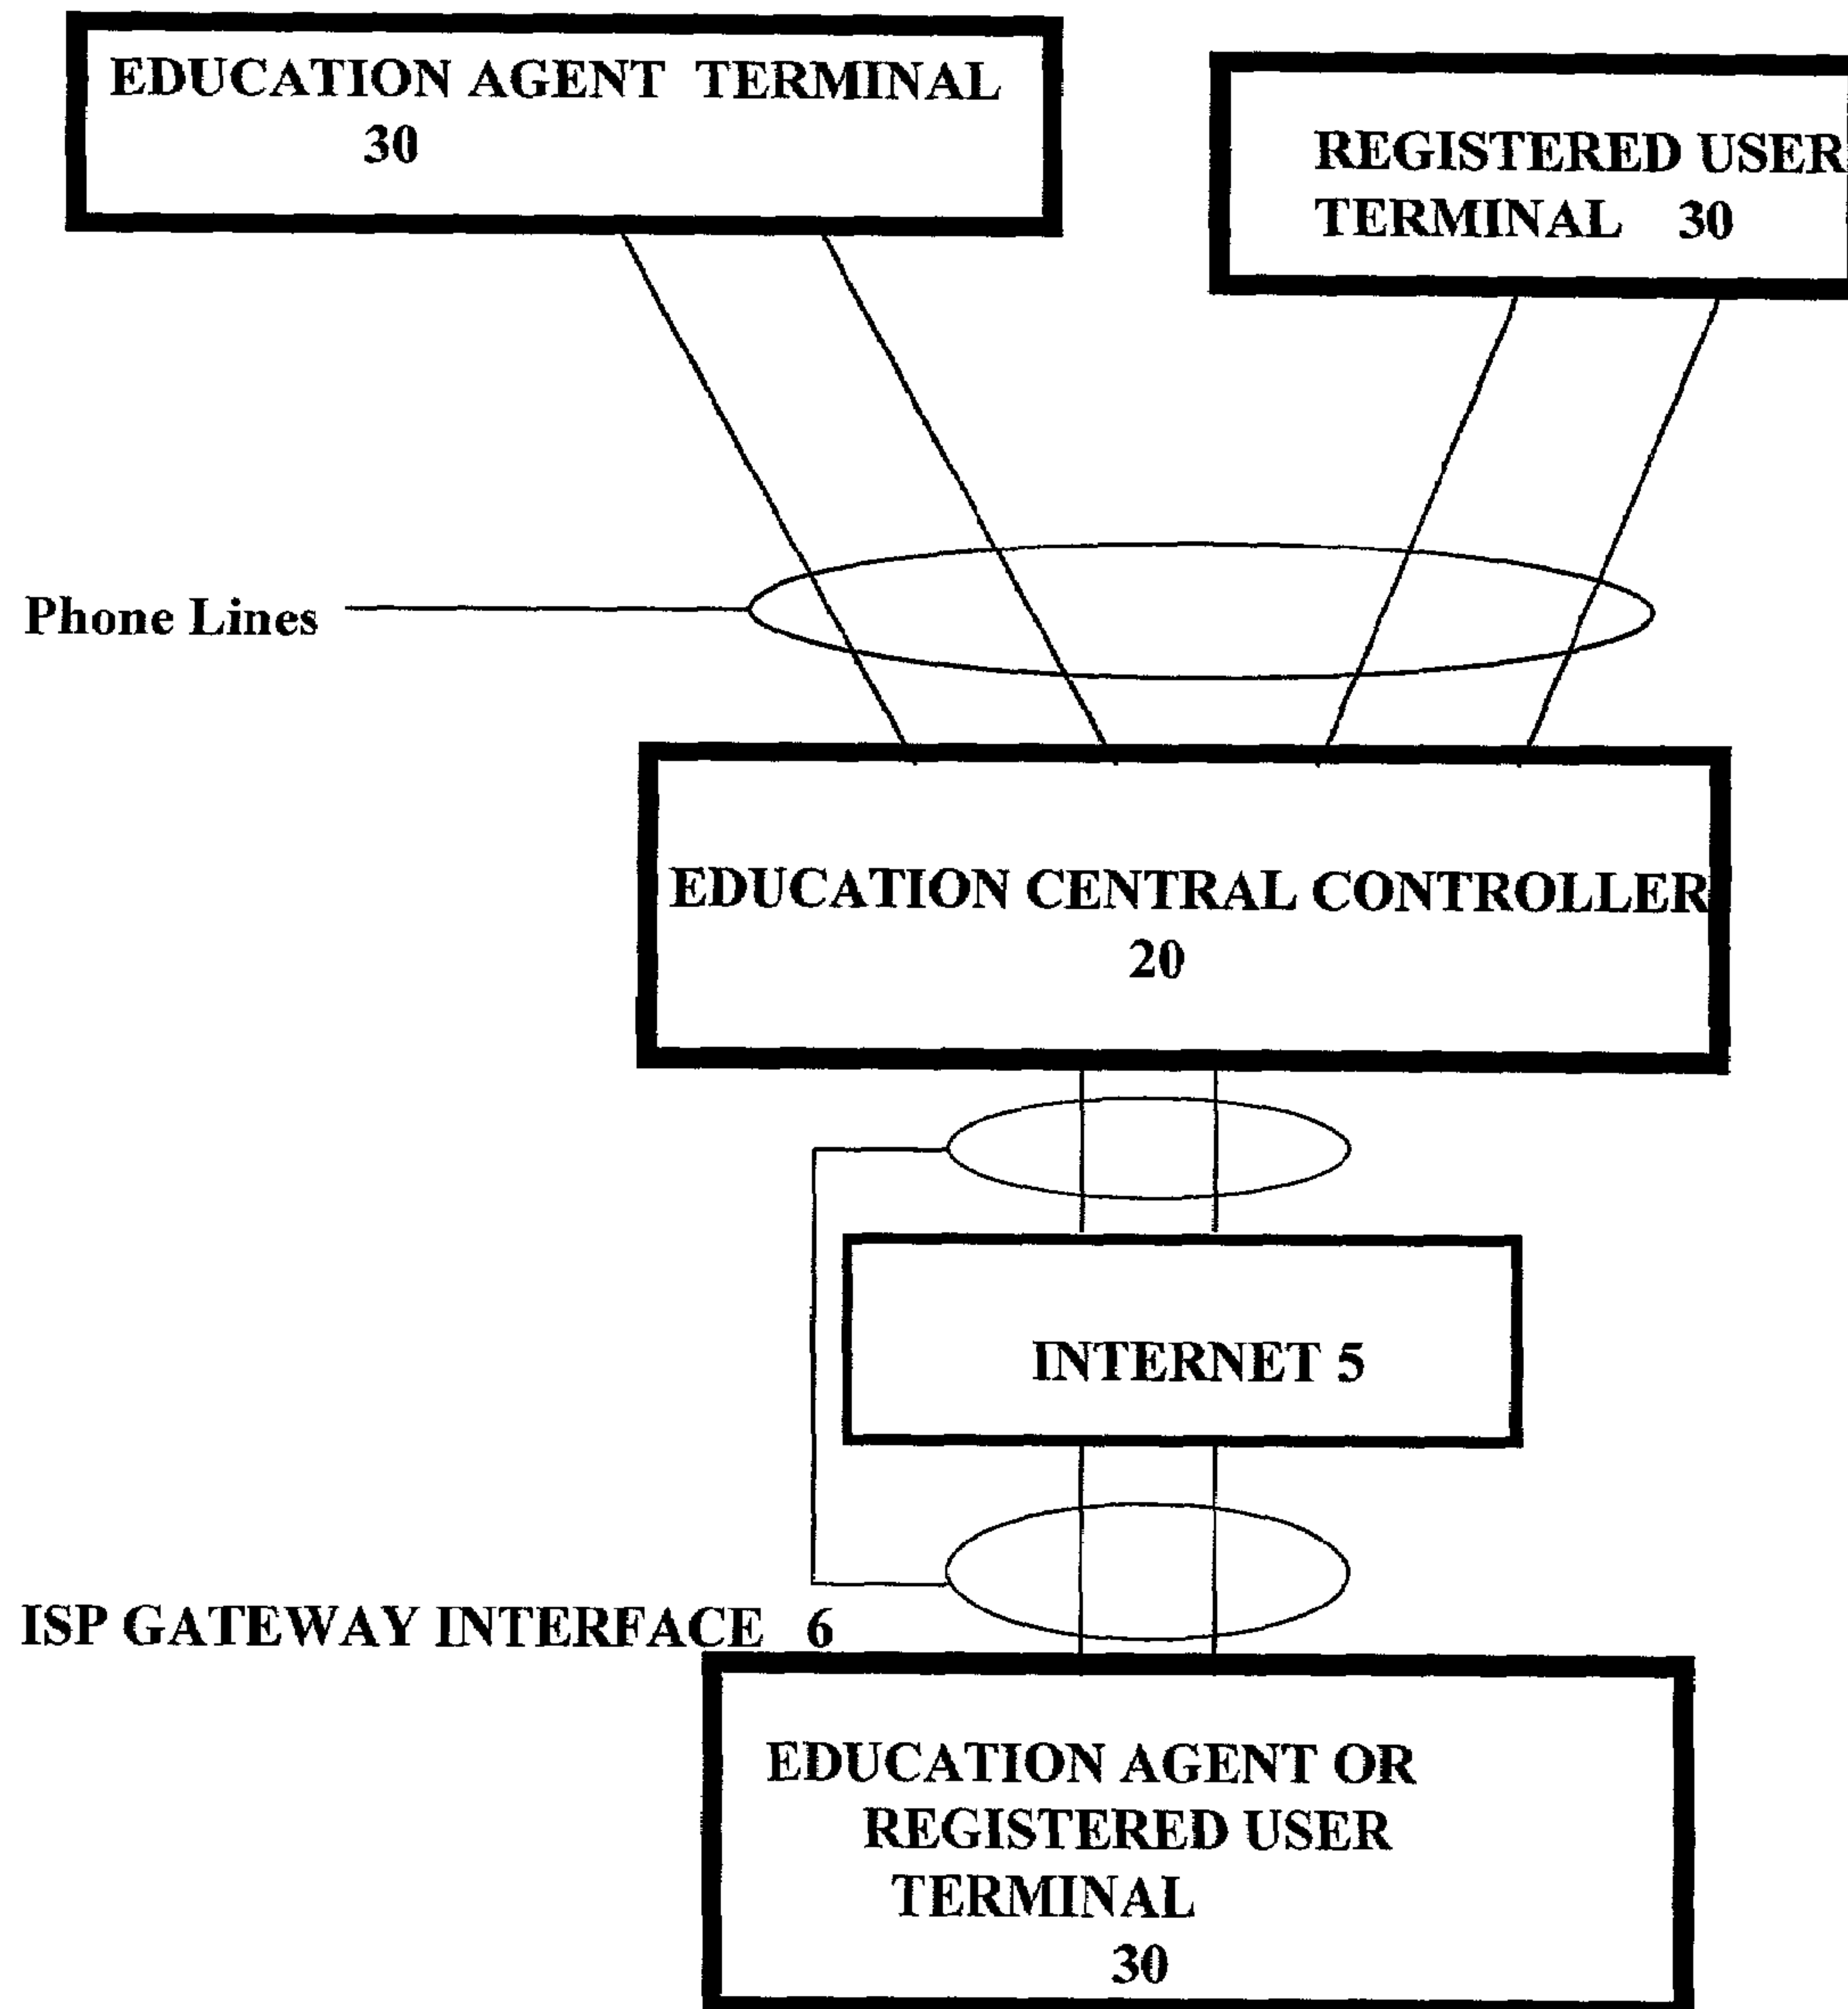 EDUCATION AGENT TERMINAL
30
REGISTERED USER
TERMINAL 30
Phone Lines
EDUCATION CENTRAL CONTROLLER
20
INTERNET 5
ISP GATEWAY INTERFACE 6
EDUCATION AGENT OR
REGISTERED USER
TERMINAL
30